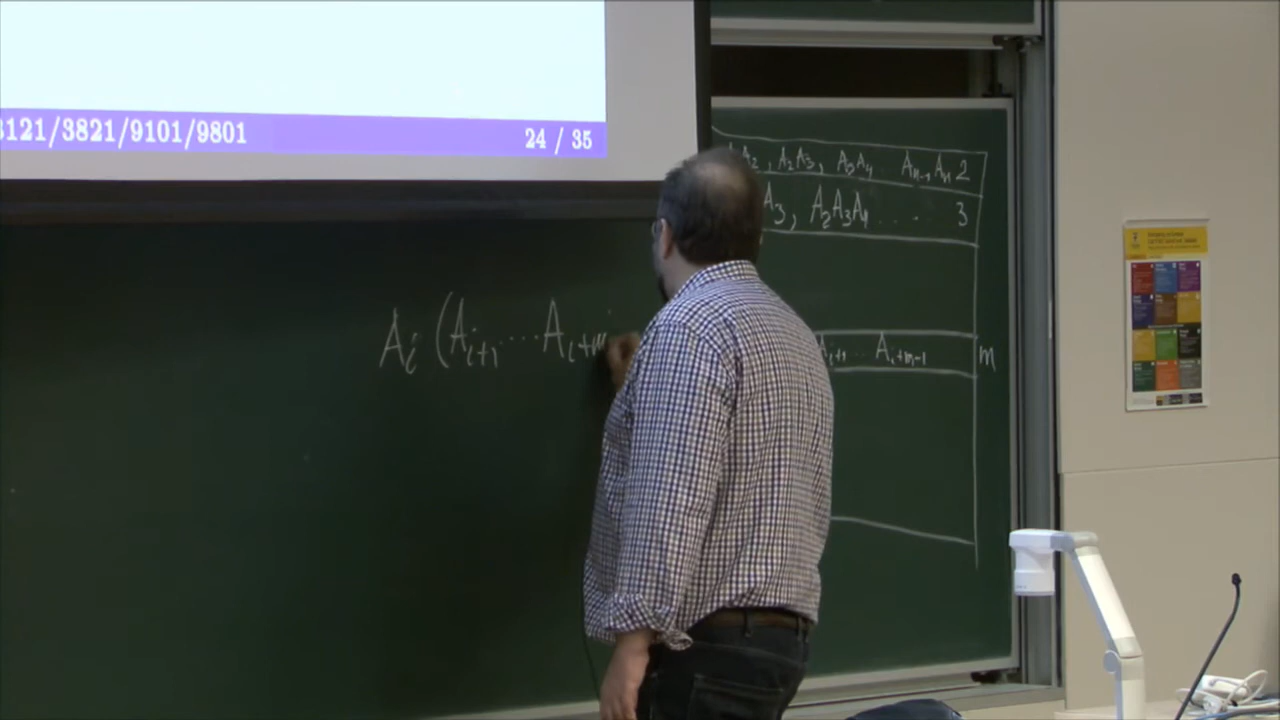 3121/3821/9101/9801
24 / 35
A₂, A₂A₃, A₃A₄ .. Aₙ₋₁Aₙ 2
A₃, A₂A₃A₄ .... 3
Aᵢ (Aᵢ₊₁ ..... Aᵢ₊ₘ
Aᵢ₊₁ ... Aᵢ₊ₘ₋₁ m